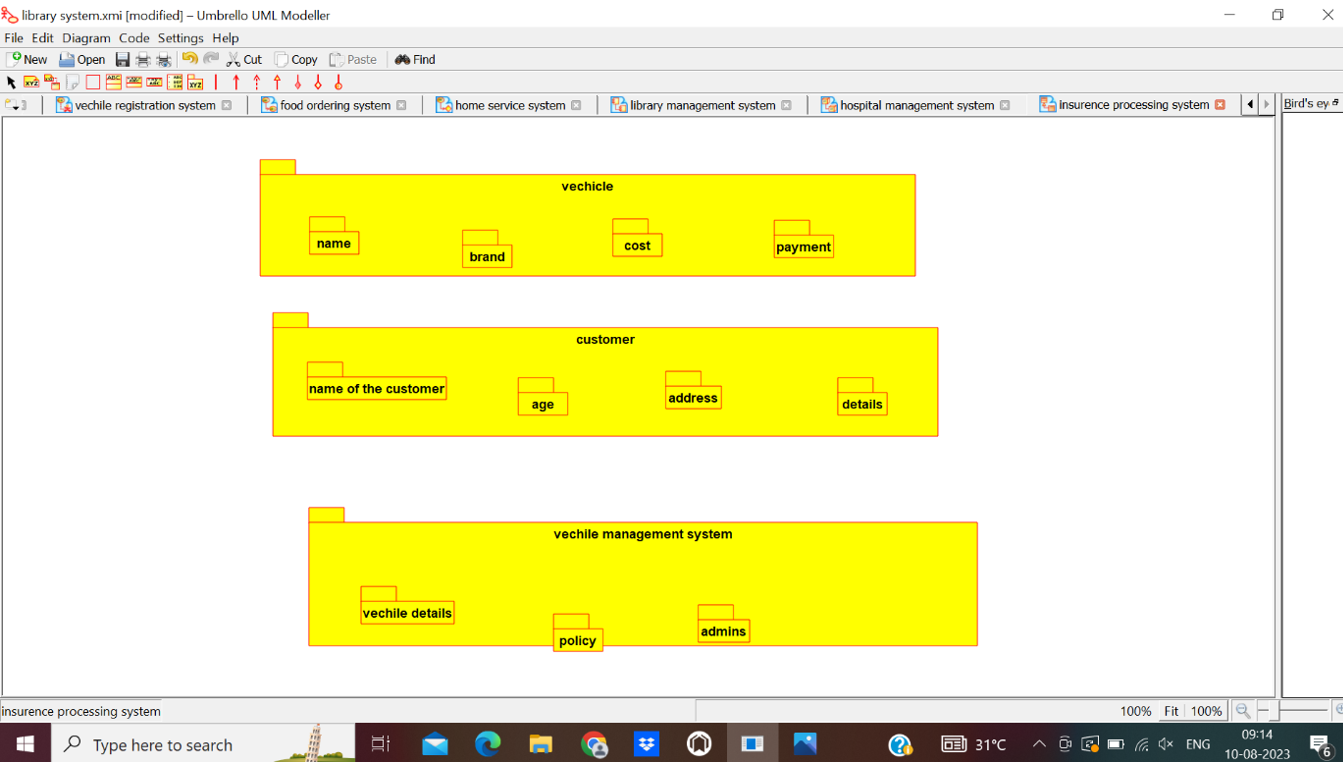 library system.xmi [modified] – Umbrello UML Modeller
File Edit Diagram Code Settings Help
New Open Cut Copy Paste Find
vechile registration system food ordering system home service system library management system hospital management system insurence processing system Bird's ey
vechicle
name brand cost payment
customer
name of the customer age address details
vechile management system
vechile details policy admins
insurence processing system 100% Fit 100%
Type here to search 31°C ENG 09:14
10-08-2023 6